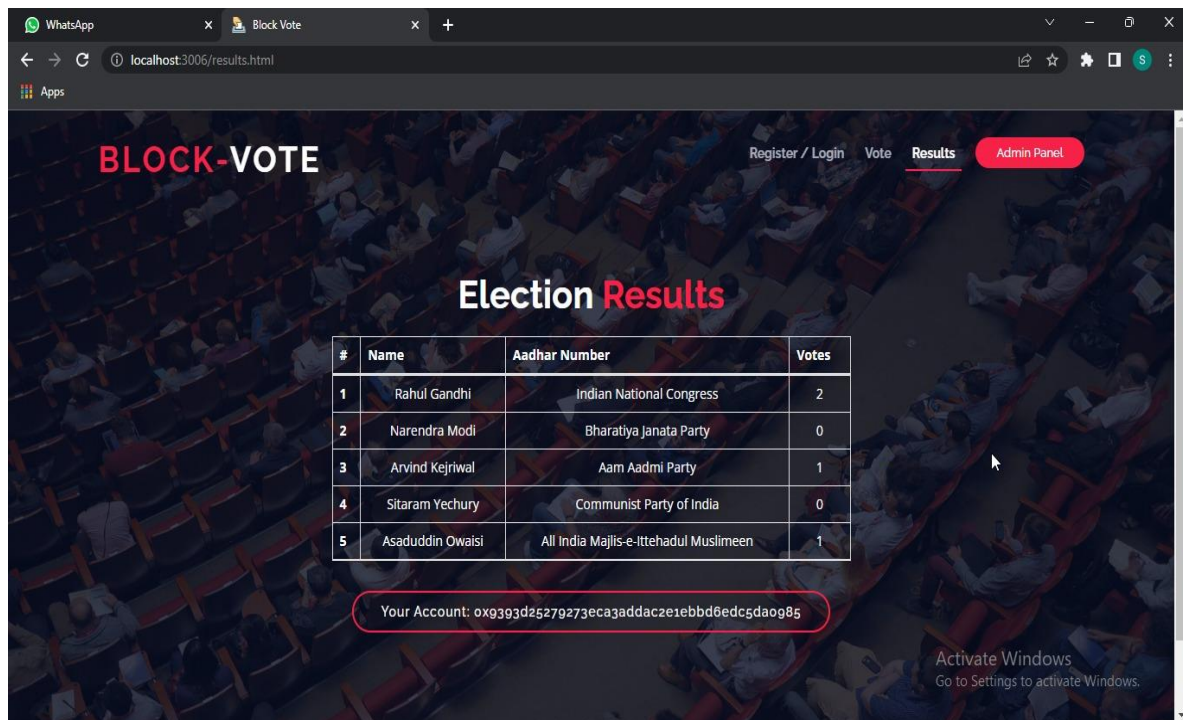 WhatsApp Block Vote
localhost:3006/results.html
Apps
BLOCK-VOTE Register / Login Vote Results Admin Panel
Election Results
# Name Aadhar Number Votes
1 Rahul Gandhi Indian National Congress 2
2 Narendra Modi Bharatiya Janata Party 0
3 Arvind Kejriwal Aam Aadmi Party 1
4 Sitaram Yechury Communist Party of India 0
5 Asaduddin Owaisi All India Majlis-e-Ittehadul Muslimeen 1
Your Account: 0x9393d25279273eca3addac2e1ebbd6edc5da0985
Activate Windows
Go to Settings to activate Windows.